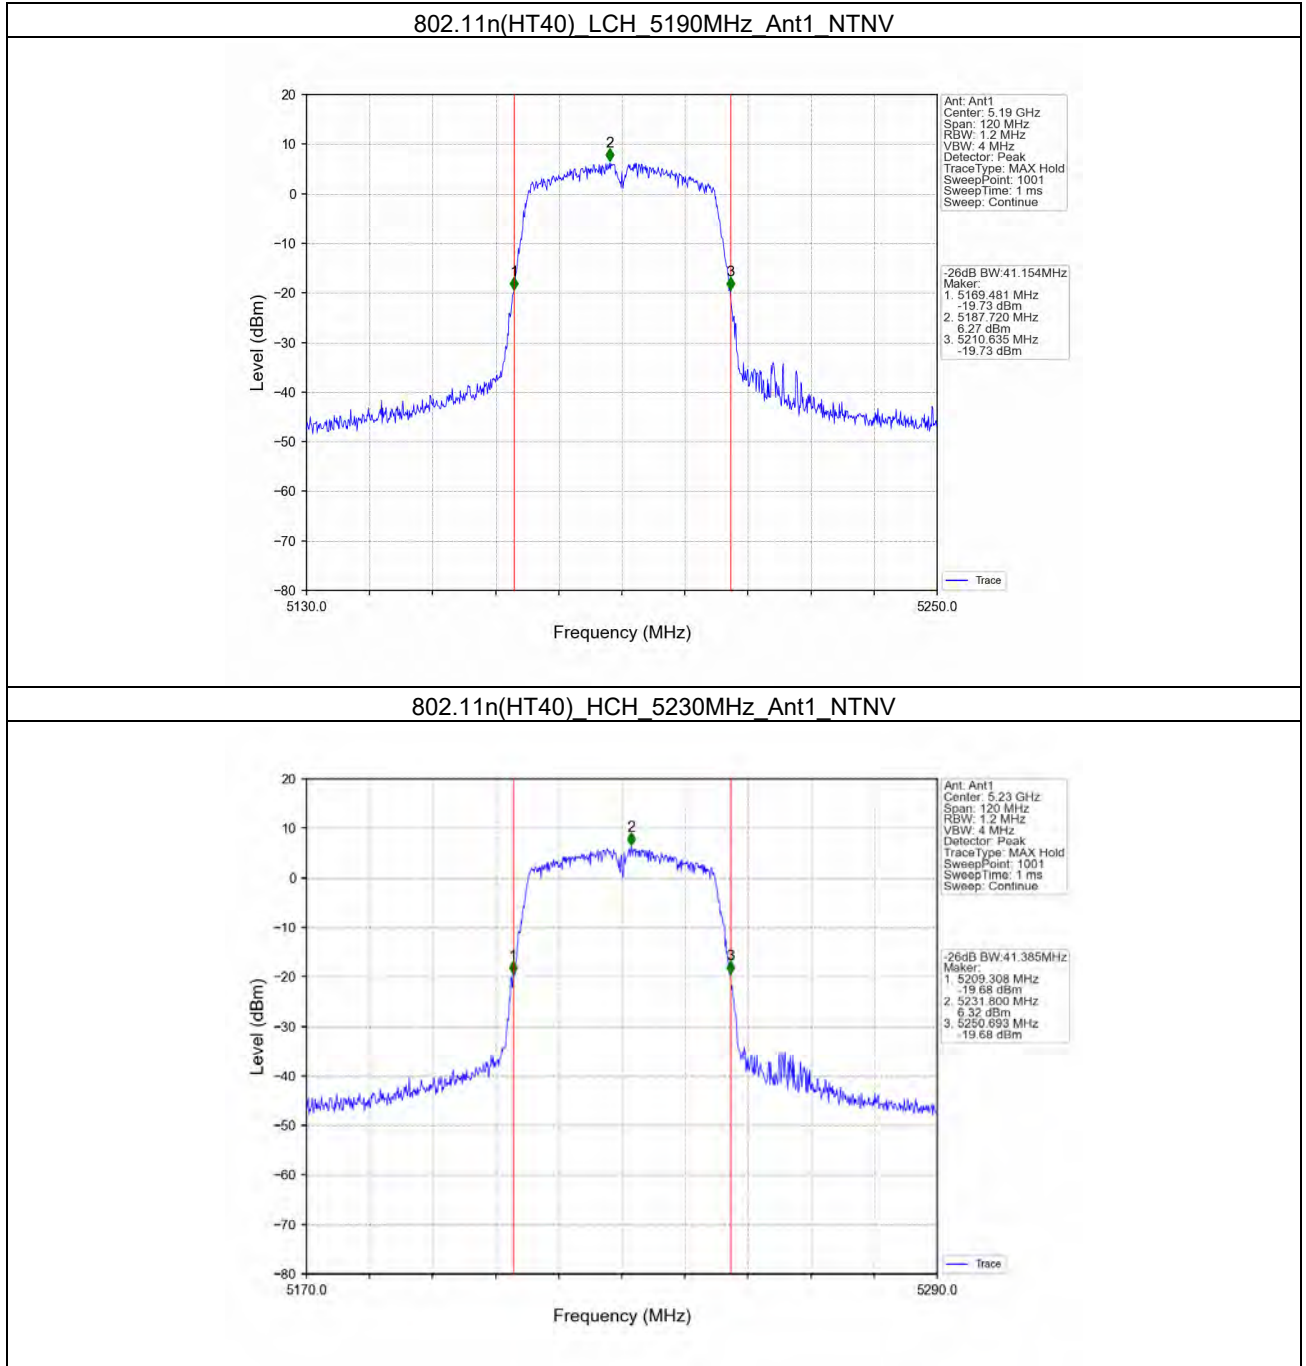 802.11n(HT40)_LCH_5190MHz_Ant1_NTNV
20
10
0
−10
−20
−30
−40
−50
−60
−70
−80
Level (dBm)
5130.0
5250.0
Frequency (MHz)
1
2
3
Ant: Ant1
Center: 5.19 GHz
Span: 120 MHz
RBW: 1.2 MHz
VBW: 4 MHz
Detector: Peak
TraceType: MAX Hold
SweepPoint: 1001
SweepTime: 1 ms
Sweep: Continue
-26dB BW:41.154MHz
Maker:
1. 5169.481 MHz
-19.73 dBm
2. 5187.720 MHz
6.27 dBm
3. 5210.635 MHz
-19.73 dBm
Trace
802.11n(HT40)_HCH_5230MHz_Ant1_NTNV
20
10
0
−10
−20
−30
−40
−50
−60
−70
−80
Level (dBm)
5170.0
5290.0
Frequency (MHz)
1
2
3
Ant: Ant1
Center: 5.23 GHz
Span: 120 MHz
RBW: 1.2 MHz
VBW: 4 MHz
Detector: Peak
TraceType: MAX Hold
SweepPoint: 1001
SweepTime: 1 ms
Sweep: Continue
-26dB BW:41.385MHz
Maker:
1. 5209.308 MHz
-19.68 dBm
2. 5231.800 MHz
6.32 dBm
3. 5250.693 MHz
-19.68 dBm
Trace